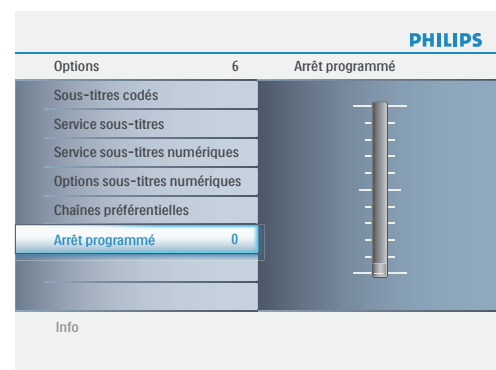 PHILIPS
Options 6 Arrêt programmé
Sous-titres codés
Service sous-titres
Service sous-titres numériques
Options sous-titres numériques
Chaînes préférentielles
Arrêt programmé 0
Info